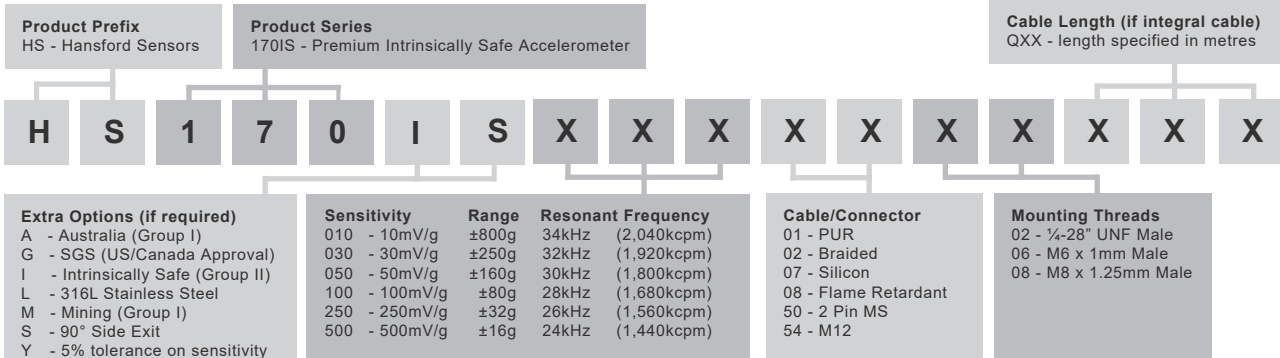 Product Prefix
HS - Hansford Sensors
Product Series
170IS - Premium Intrinsically Safe Accelerometer
Cable Length (if integral cable)
QXX - length specified in metres
H S 1 7 0 I S X X X X X X X X X X
Extra Options (if required)
A - Australia (Group I)
G - SGS (US/Canada Approval)
I - Intrinsically Safe (Group II)
L - 316L Stainless Steel
M - Mining (Group I)
S - 90° Side Exit
Y - 5% tolerance on sensitivity
Sensitivity Range Resonant Frequency
010 - 10mV/g ±800g 34kHz (2,040kcpm)
030 - 30mV/g ±250g 32kHz (1,920kcpm)
050 - 50mV/g ±160g 30kHz (1,800kcpm)
100 - 100mV/g ±80g 28kHz (1,680kcpm)
250 - 250mV/g ±32g 26kHz (1,560kcpm)
500 - 500mV/g ±16g 24kHz (1,440kcpm)
Cable/Connector
01 - PUR
02 - Braided
07 - Silicon
08 - Flame Retardant
50 - 2 Pin MS
54 - M12
Mounting Threads
02 - ¼-28” UNF Male
06 - M6 x 1mm Male
08 - M8 x 1.25mm Male